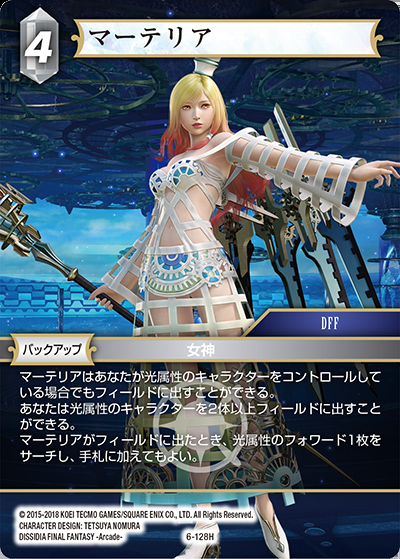 4
マーテリア
DFF
バックアップ
女神
マーテリアはあなたが光属性のキャラクターをコントロールして
いる場合でもフィールドに出すことができる。
あなたは光属性のキャラクターを2体以上フィールドに出すこと
ができる。
マーテリアがフィールドに出たとき、光属性のフォワード1枚を
サーチし、手札に加えてもよい。
© 2015-2018 KOEI TECMO GAMES/SQUARE ENIX CO., LTD. All Rights Reserved.
CHARACTER DESIGN: TETSUYA NOMURA
DISSIDIA FINAL FANTASY -Arcade-
6-128H